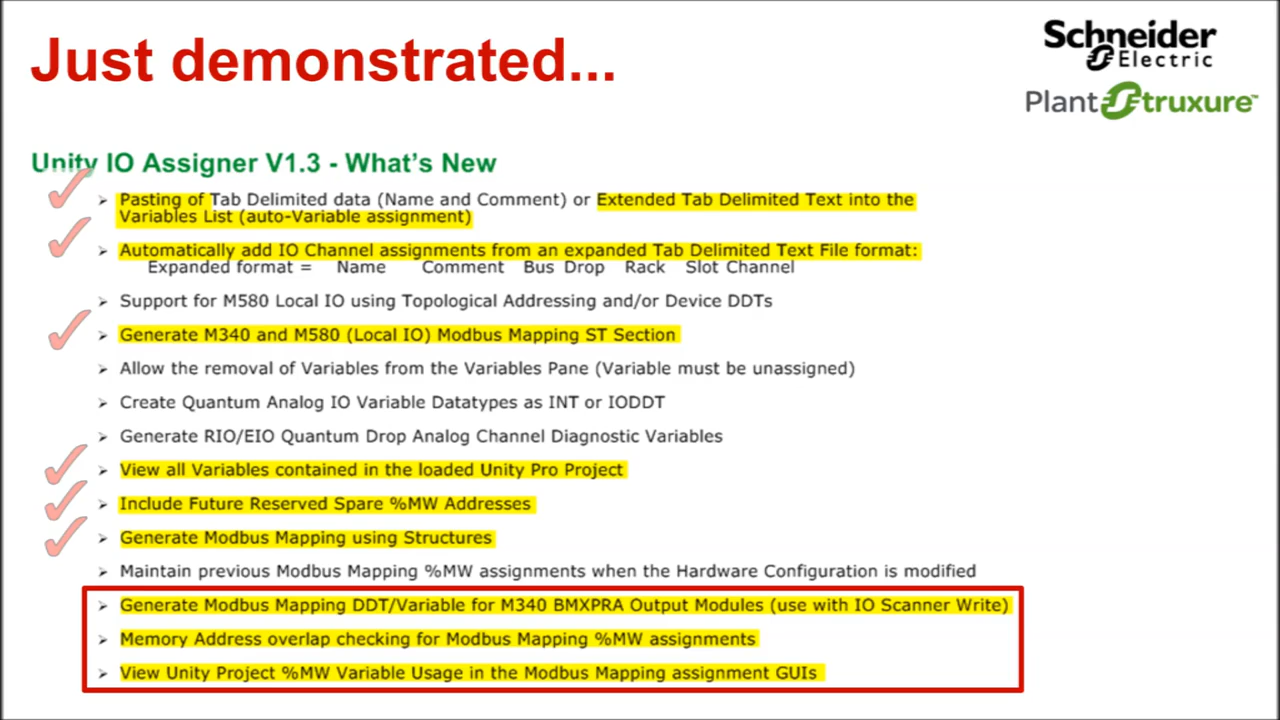 Just demonstrated...
Schneider
Electric
PlantStruxure™
Unity IO Assigner V1.3 - What's New
➢ Pasting of Tab Delimited data (Name and Comment) or Extended Tab Delimited Text into the
Variables List (auto-Variable assignment)
➢ Automatically add IO Channel assignments from an expanded Tab Delimited Text File format:
Expanded format = Name Comment Bus Drop Rack Slot Channel
➢ Support for M580 Local IO using Topological Addressing and/or Device DDTs
➢ Generate M340 and M580 (Local IO) Modbus Mapping ST Section
➢ Allow the removal of Variables from the Variables Pane (Variable must be unassigned)
➢ Create Quantum Analog IO Variable Datatypes as INT or IODDT
➢ Generate RIO/EIO Quantum Drop Analog Channel Diagnostic Variables
➢ View all Variables contained in the loaded Unity Pro Project
➢ Include Future Reserved Spare %MW Addresses
➢ Generate Modbus Mapping using Structures
➢ Maintain previous Modbus Mapping %MW assignments when the Hardware Configuration is modified
➢ Generate Modbus Mapping DDT/Variable for M340 BMXPRA Output Modules (use with IO Scanner Write)
➢ Memory Address overlap checking for Modbus Mapping %MW assignments
➢ View Unity Project %MW Variable Usage in the Modbus Mapping assignment GUIs